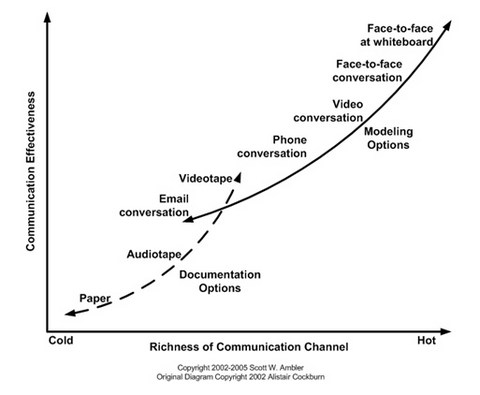 Face-to-face
at whiteboard
Face-to-face
conversation
Video
conversation
Modeling
Options
Phone
conversation
Videotape
Email
conversation
Audiotape
Documentation
Options
Paper
Communication Effectiveness
Cold
Richness of Communication Channel
Hot
Copyright 2002-2005 Scott W. Ambler
Original Diagram Copyright 2002 Alistair Cockburn